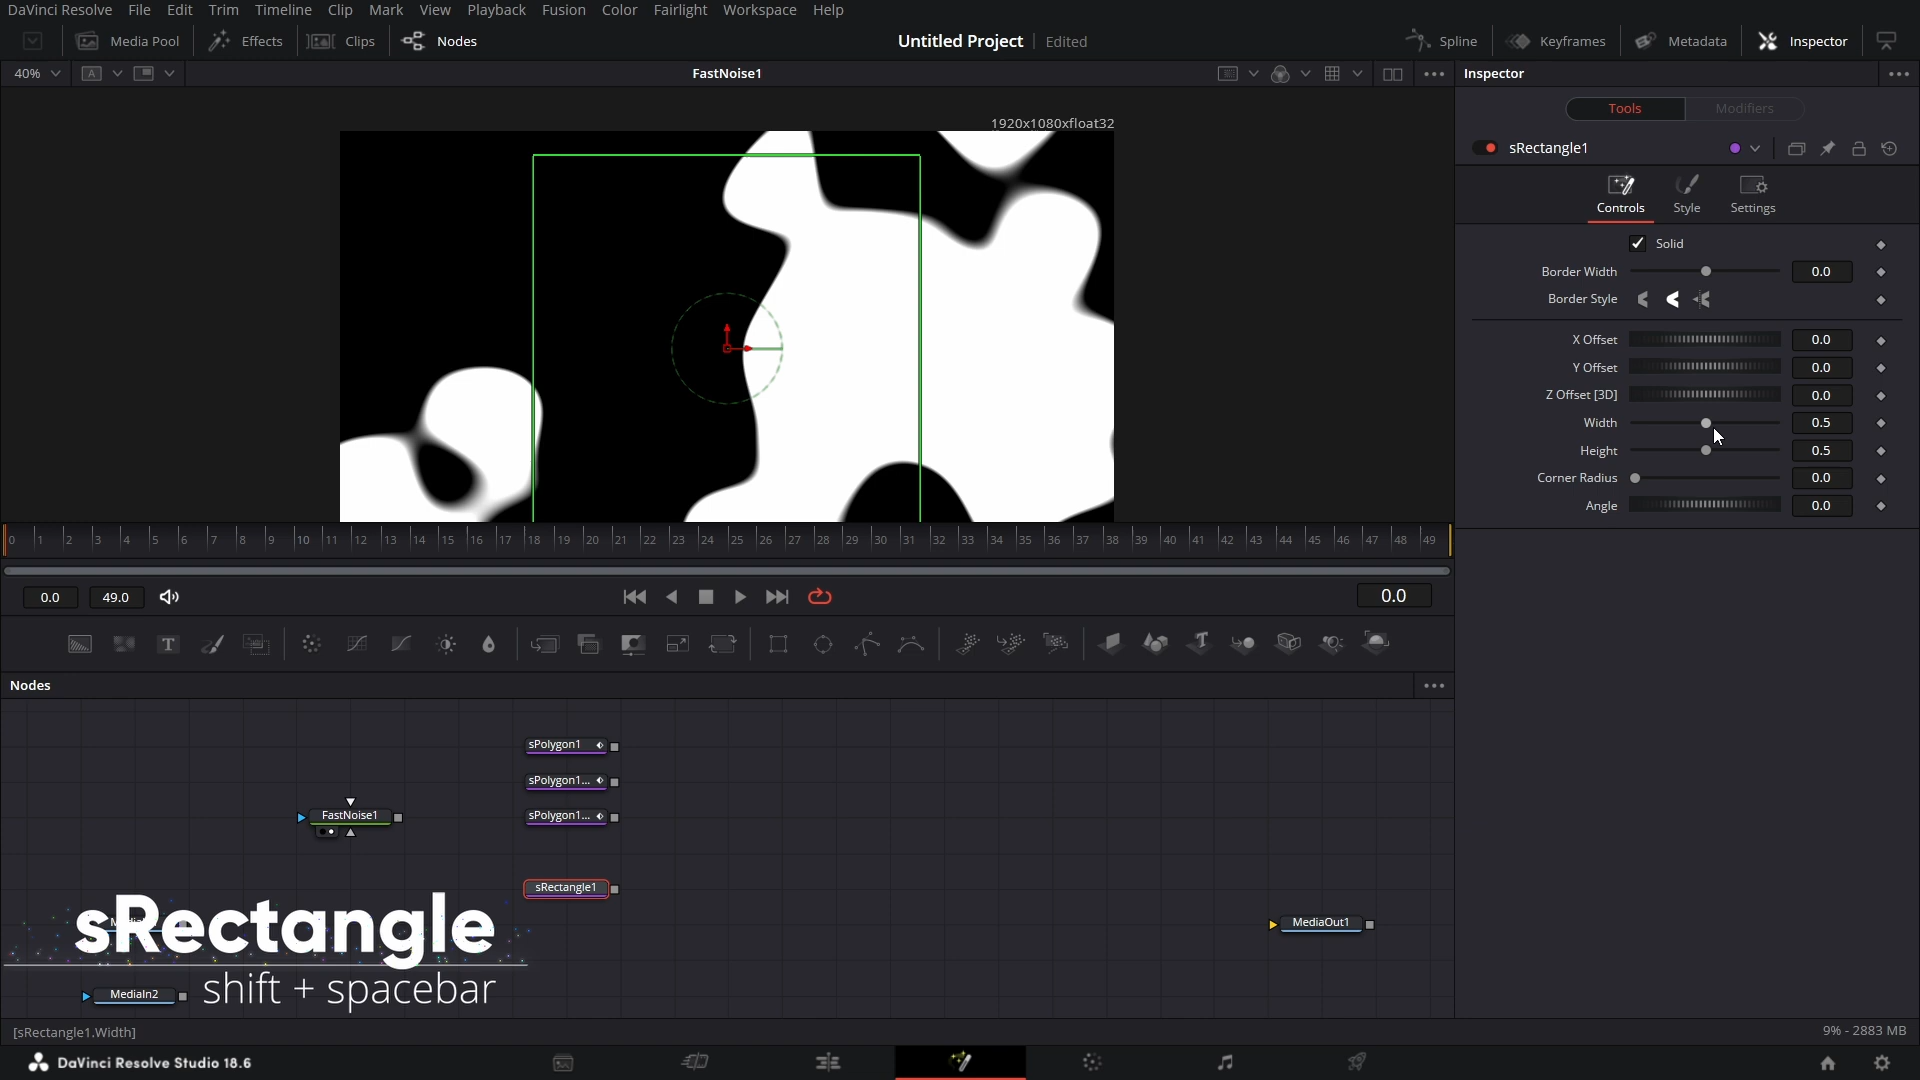 DaVinci Resolve File Edit Trim Timeline Clip Mark View Playback Fusion Color Fairlight Workspace Help
Media Pool Effects Clips Nodes Untitled Project Edited Spline Keyframes Metadata Inspector
40% A FastNoise1 Inspector
1920x1080xfloat32
Tools Modifiers
sRectangle1
Controls Style Settings
Solid
Border Width 0.0
Border Style
X Offset 0.0
Y Offset 0.0
Z Offset [3D] 0.0
Width 0.5
Height 0.5
Corner Radius 0.0
Angle 0.0
0 1 2 3 4 5 6 7 8 9 10 11 12 13 14 15 16 17 18 19 20 21 22 23 24 25 26 27 28 29 30 31 32 33 34 35 36 37 38 39 40 41 42 43 44 45 46 47 48 49
0.0 49.0 0.0
T T
Nodes
sPolygon1
sPolygon1...
FastNoise1 sPolygon1...
sRectangle1
MediaOut1
sRectangle
shift + spacebar
MediaIn2
[sRectangle1.Width] 9% - 2883 MB
DaVinci Resolve Studio 18.6